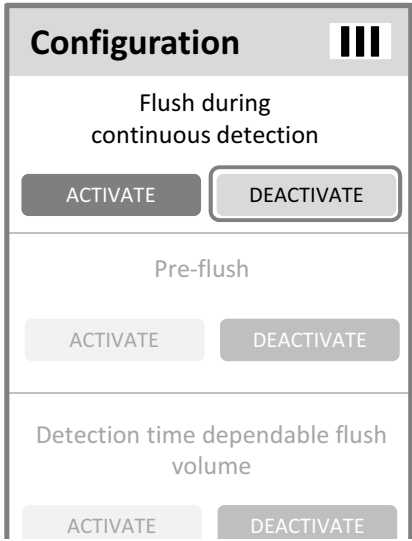 Configuration
Flush during
continuous detection
ACTIVATE DEACTIVATE
Pre-flush
ACTIVATE DEACTIVATE
Detection time dependable flush
volume
ACTIVATE DEACTIVATE